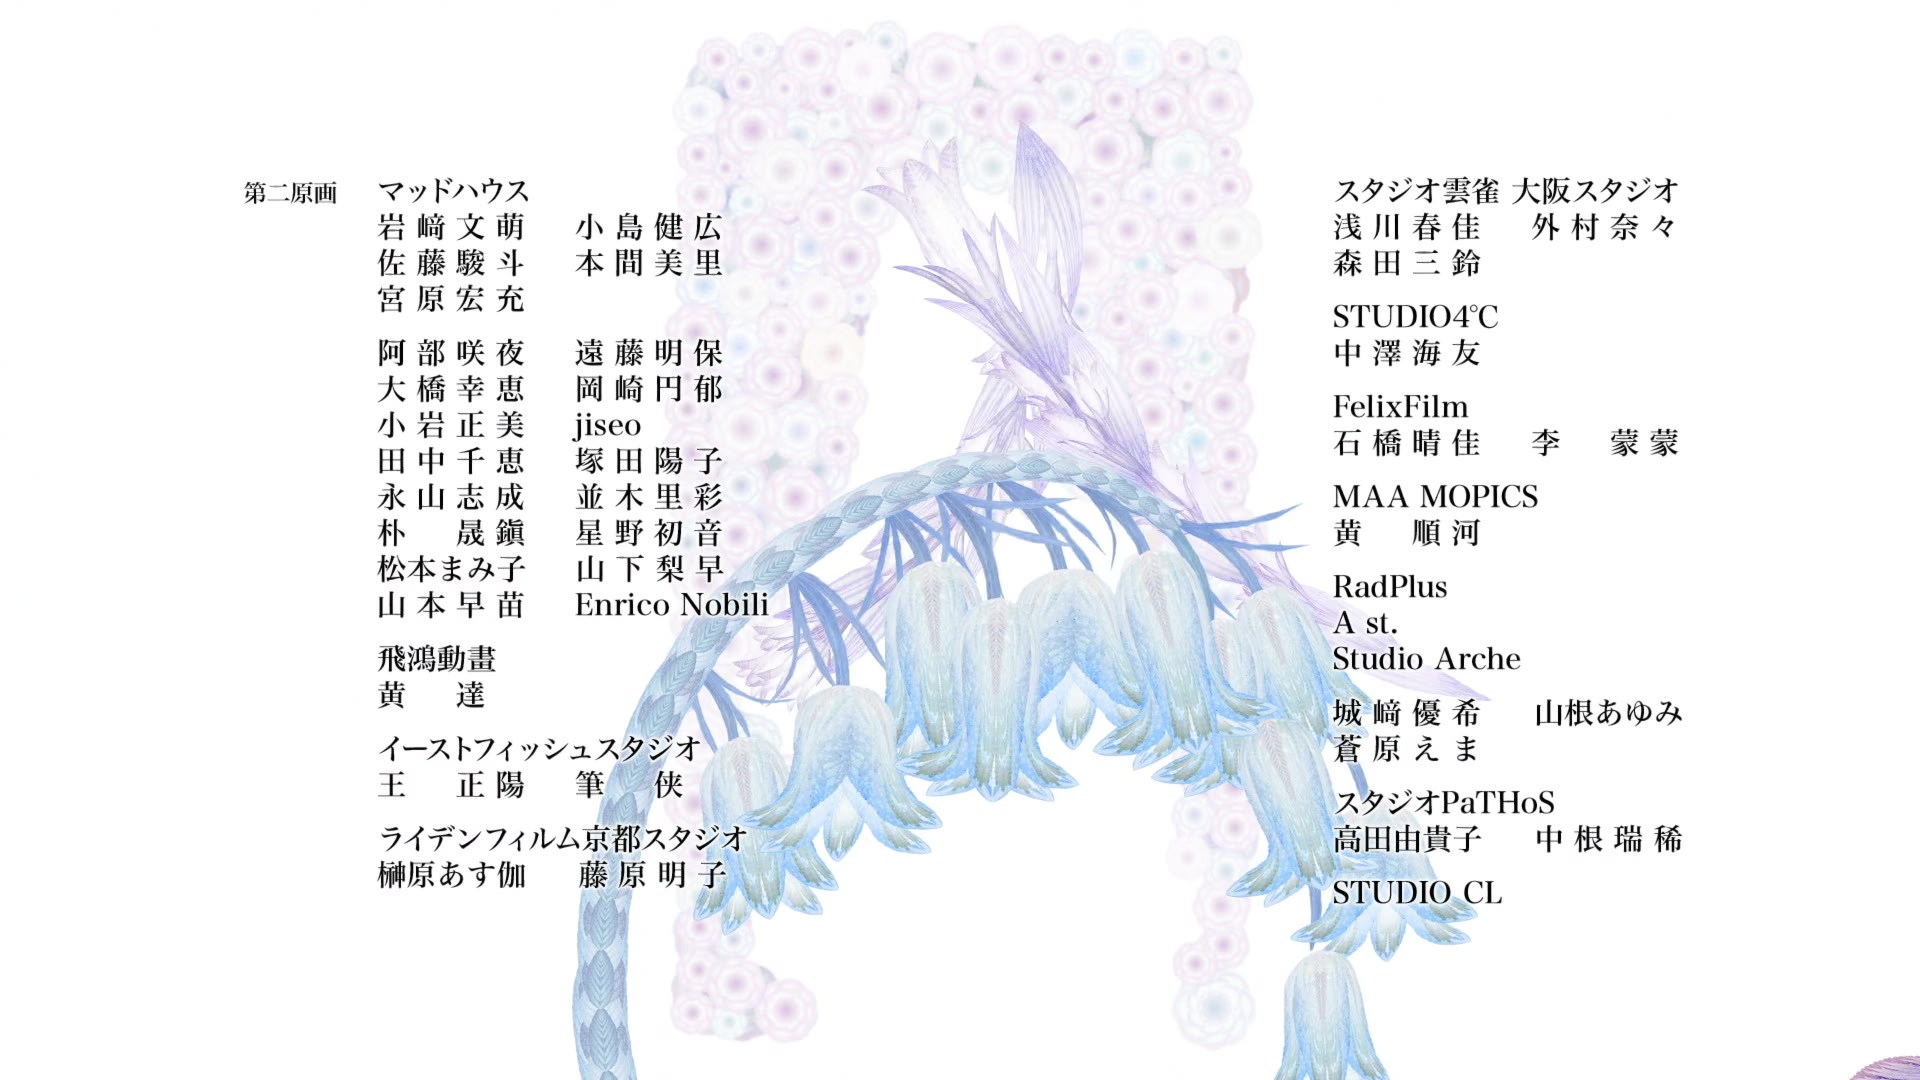 第二原画 マッドハウス
岩﨑文萌 小島健広
佐藤駿斗 本間美里
宮原宏充
阿部咲夜 遠藤明保
大橋幸恵 岡崎円郁
小岩正美 jiseo
田中千恵 塚田陽子
永山志成 並木里彩
朴 晟鎭 星野初音
松本まみ子 山下梨早
山本早苗 Enrico Nobili
飛鴻動畫
黄 達
イーストフィッシュスタジオ
王 正陽 筆 侠
ライデンフィルム京都スタジオ
榊原あす伽 藤原明子
スタジオ雲雀 大阪スタジオ
浅川春佳 外村奈々
森田三鈴
STUDIO4℃
中澤海友
FelixFilm
石橋晴佳 李 蒙蒙
MAA MOPICS
黄 順河
RadPlus
A st.
Studio Arche
城﨑優希 山根あゆみ
蒼原えま
スタジオPaTHoS
高田由貴子 中根瑞稀
STUDIO CL